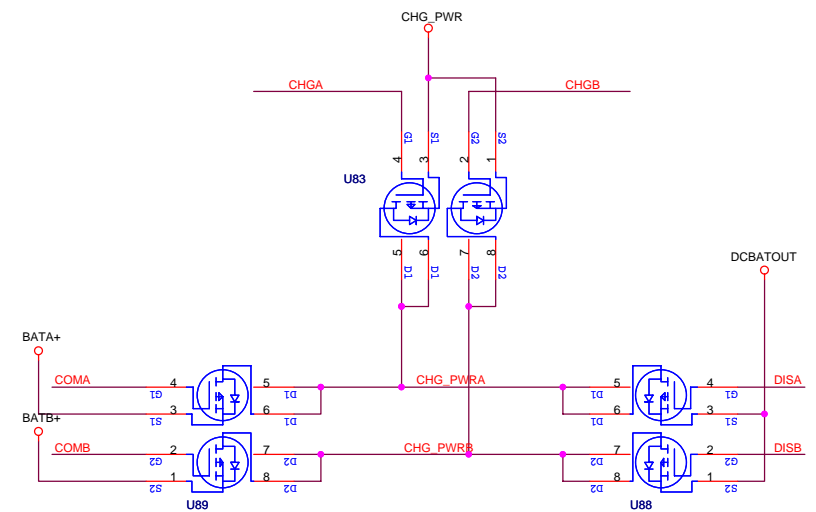 CHG_PWR
CHGA
CHGB
G1
S1
G2
S2
4
3
2
1
U83
5
6
7
8
D1
D1
D2
D2
DCBATOUT
BATA+
COMA
4
5
CHG_PWRA
5
4
DISA
G1
D1
D1
G1
3
6
6
3
S1
D1
D1
S1
BATB+
COMB
2
7
CHG_PWRB
7
2
DISB
G2
D2
D2
G2
1
8
8
1
S2
D2
D2
S2
U89
U88